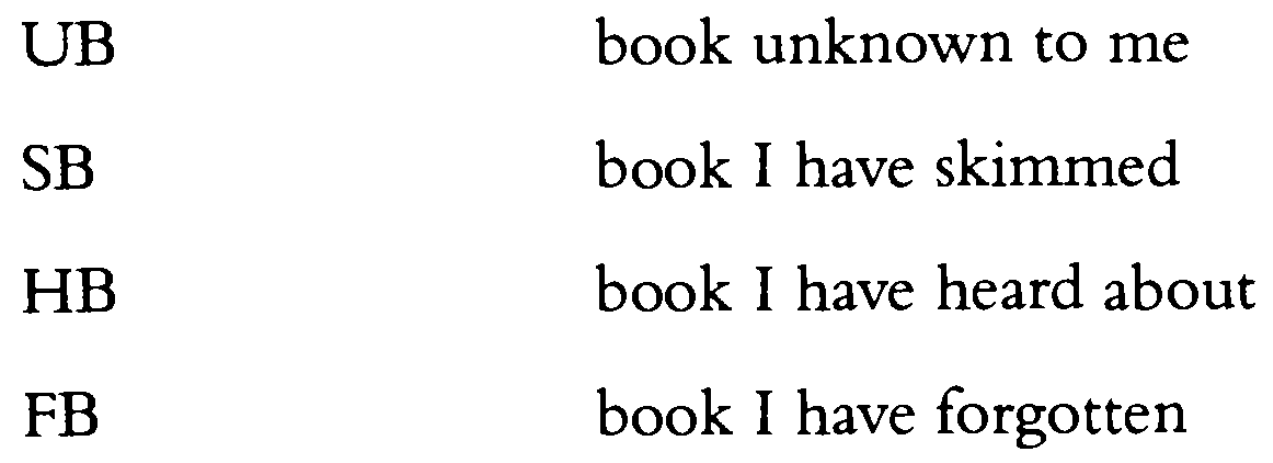 UB book unknown to me
SB book I have skimmed
HB book I have heard about
FB book I have forgotten